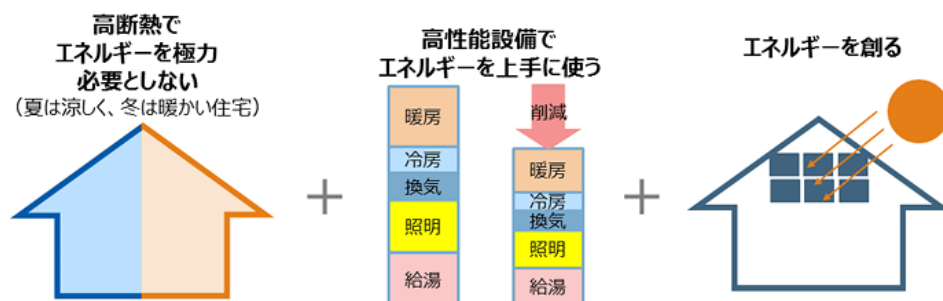 高断熱で
エネルギーを極力
必要としない
（夏は涼しく、冬は暖かい住宅）
高性能設備で
エネルギーを上手に使う
暖房
冷房
換気
照明
給湯
削減
暖房
冷房
換気
照明
給湯
エネルギーを創る